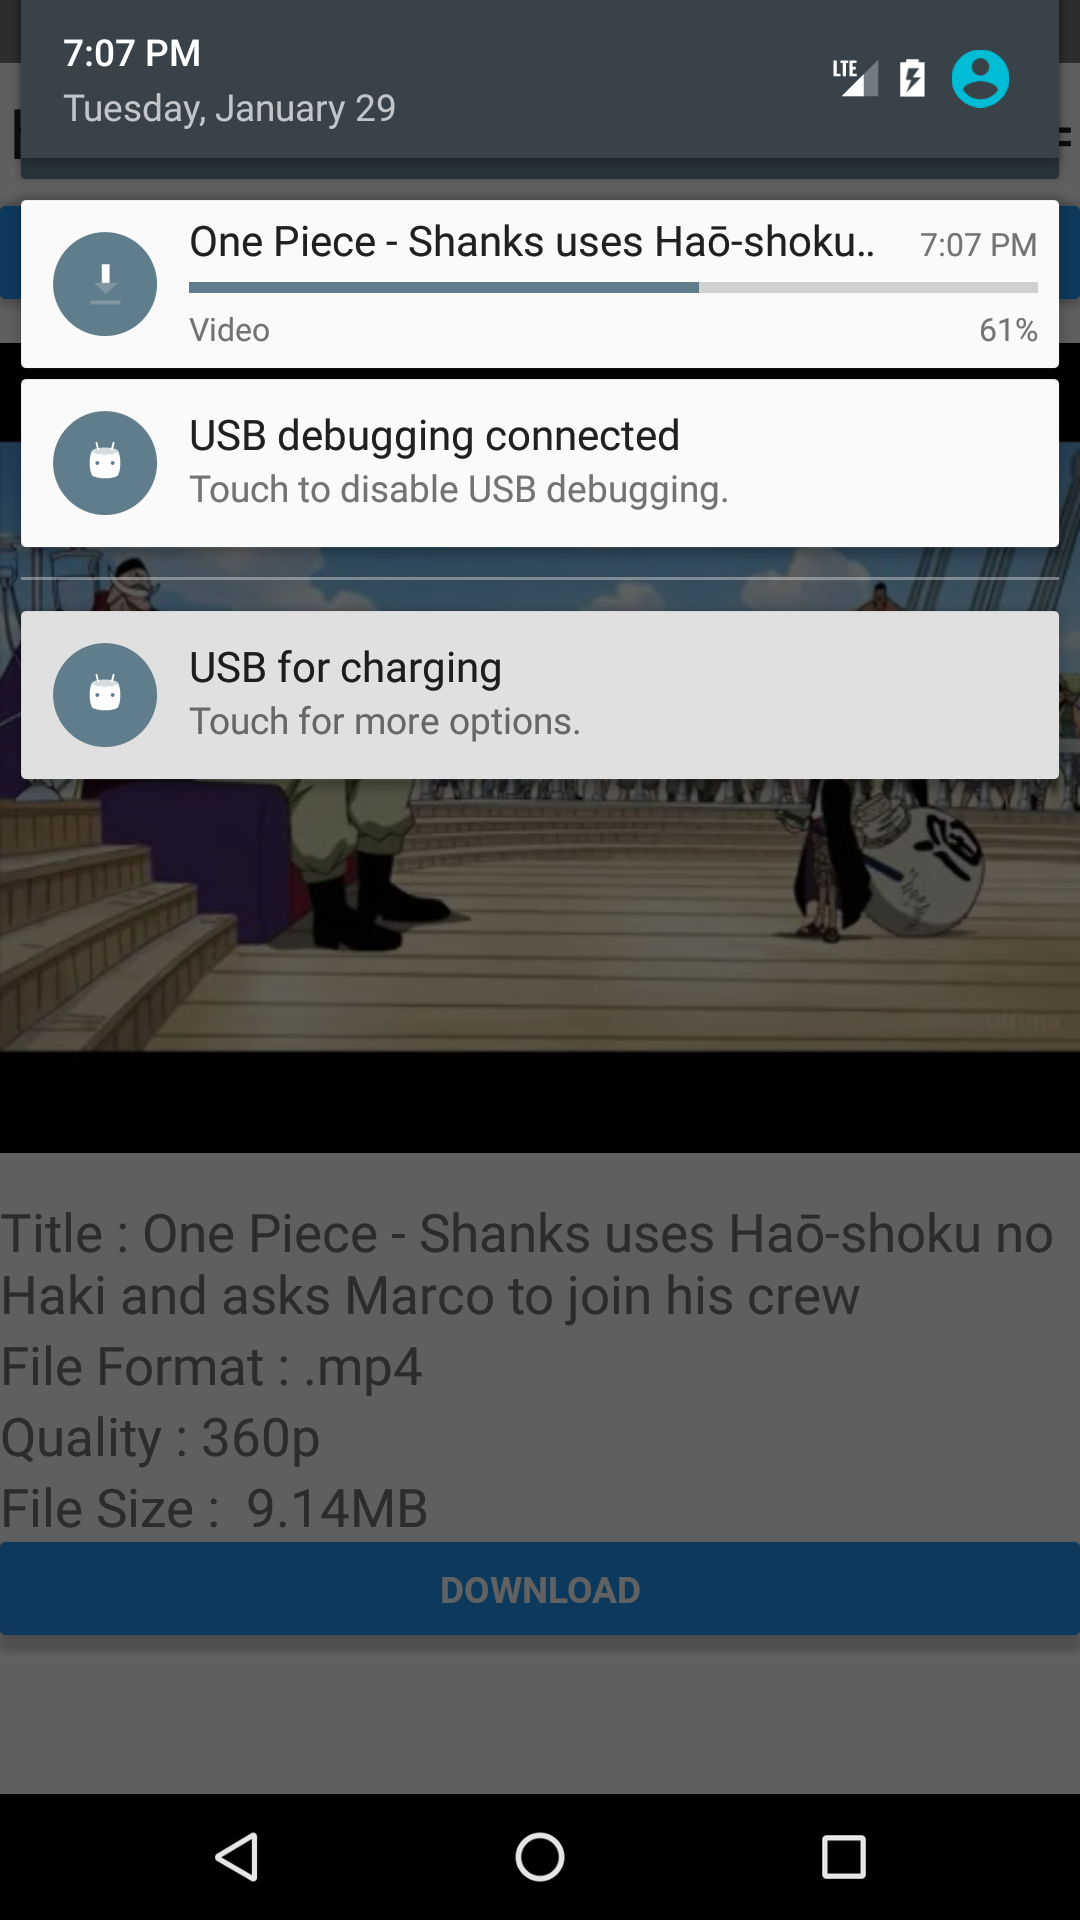 7:07 PM
LTE
Tuesday, January 29
One Piece - Shanks uses Haō-shoku..
7:07 PM
Video
61%
USB debugging connected
Touch to disable USB debugging.
USB for charging
Touch for more options.
Title : One Piece - Shanks uses Haō-shoku no
Haki and asks Marco to join his crew
File Format : .mp4
Quality : 360p
File Size :  9.14MB
DOWNLOAD